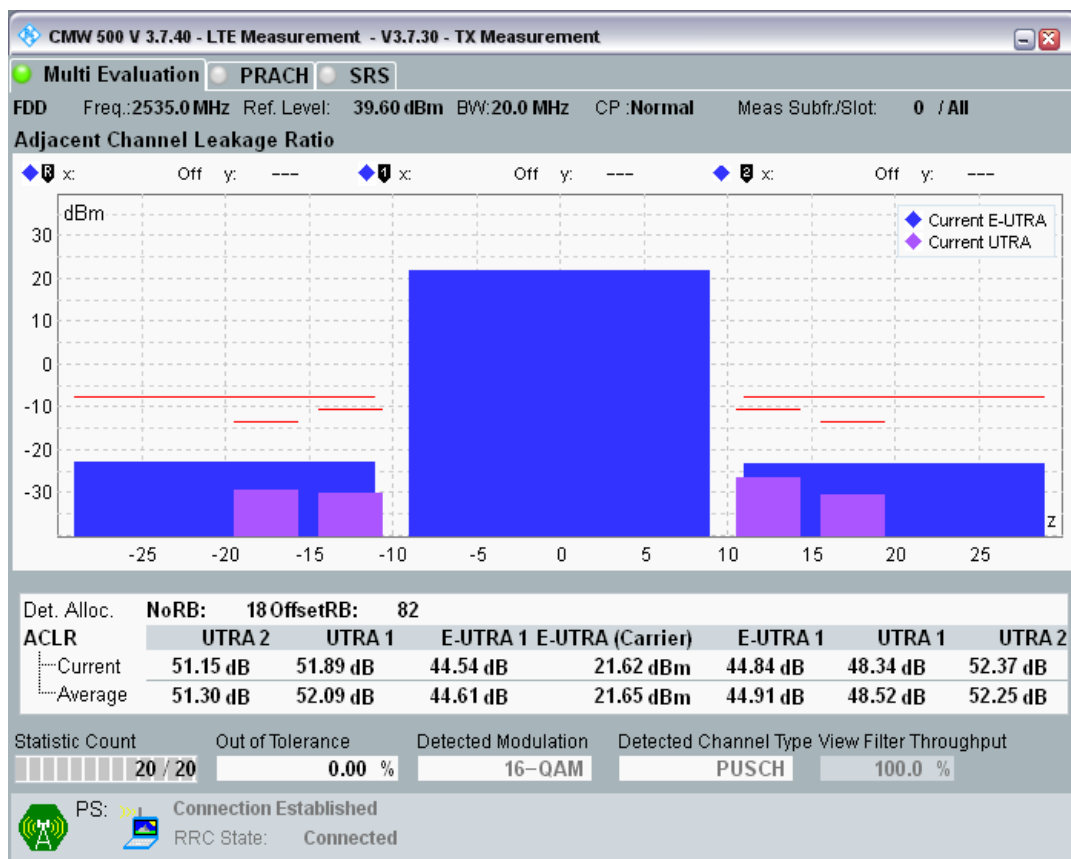 CMW 500 V 3.7.40 - LTE Measurement - V3.7.30 - TX Measurement
Multi Evaluation PRACH SRS
FDD Freq.:2535.0 MHz Ref. Level: 39.60 dBm BW:20.0 MHz CP :Normal Meas Subfr./Slot: 0 / All
Adjacent Channel Leakage Ratio
R x: Off y: --- 1 x: Off y: --- 2 x: Off y: ---
dBm
Current E-UTRA
Current UTRA
30
20
10
0
-10
-20
-30
z
-25 -20 -15 -10 -5 0 5 10 15 20 25
Det. Alloc. NoRB: 18 OffsetRB: 82
ACLR UTRA 2 UTRA 1 E-UTRA 1 E-UTRA (Carrier) E-UTRA 1 UTRA 1 UTRA 2
Current 51.15 dB 51.89 dB 44.54 dB 21.62 dBm 44.84 dB 48.34 dB 52.37 dB
Average 51.30 dB 52.09 dB 44.61 dB 21.65 dBm 44.91 dB 48.52 dB 52.25 dB
Statistic Count Out of Tolerance Detected Modulation Detected Channel Type View Filter Throughput
20 / 20 0.00 % 16-QAM PUSCH 100.0 %
PS: Connection Established
RRC State: Connected